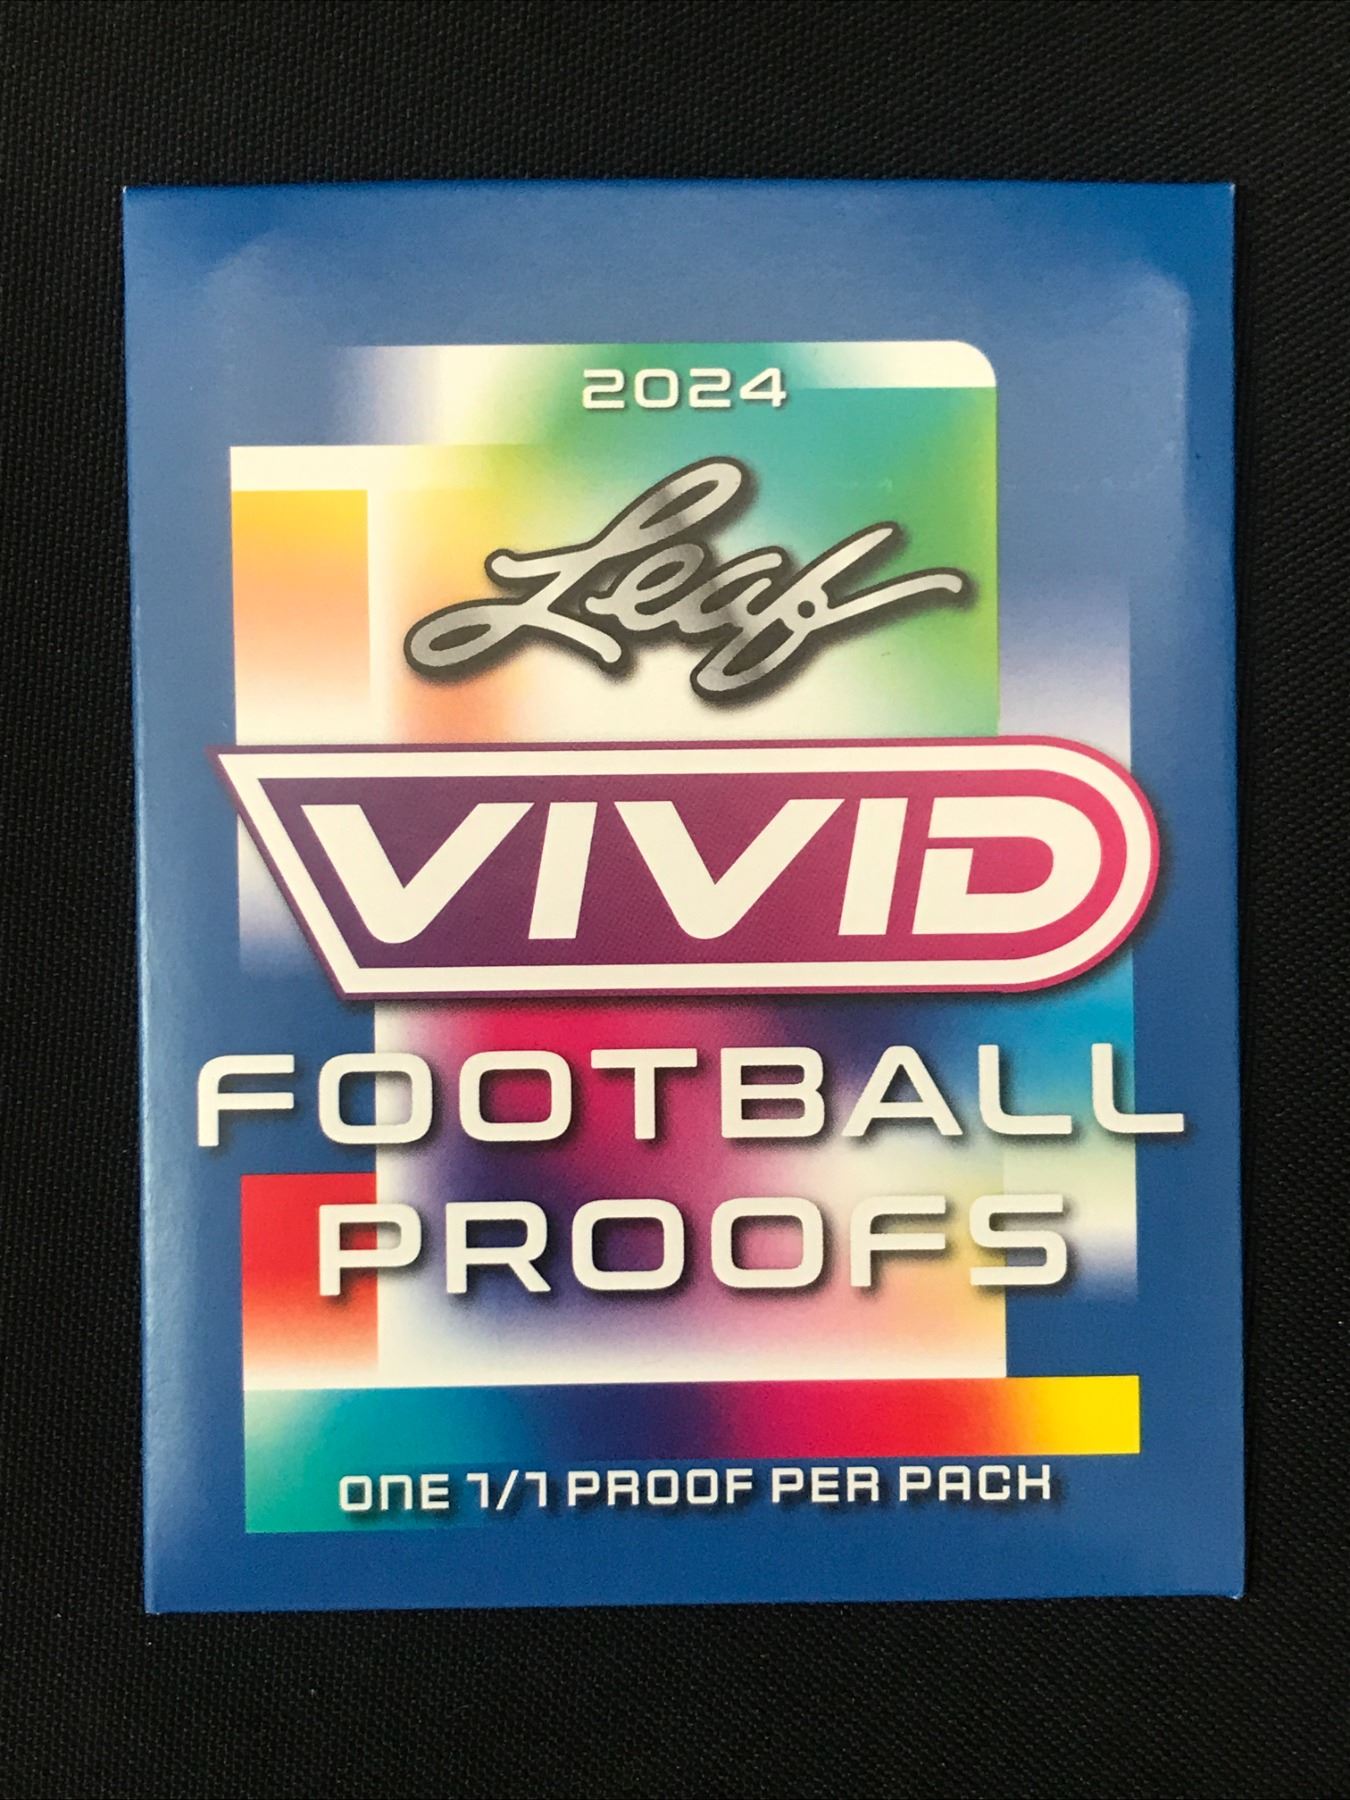 2024
Leaf
VIVID
FOOTBALL
PROOFS
ONE 1/1 PROOF PER PACK